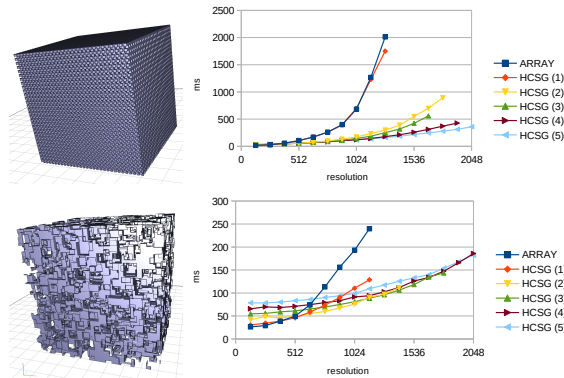 2500
2000
1500
1000
500
0
ms
0 512 1024 1536 2048
resolution
ARRAY
HCSG (1)
HCSG (2)
HCSG (3)
HCSG (4)
HCSG (5)
300
250
200
150
100
50
0
ms
0 512 1024 1536 2048
resolution
ARRAY
HCSG (1
HCSG (2
HCSG (3
HCSG (4
HCSG (5